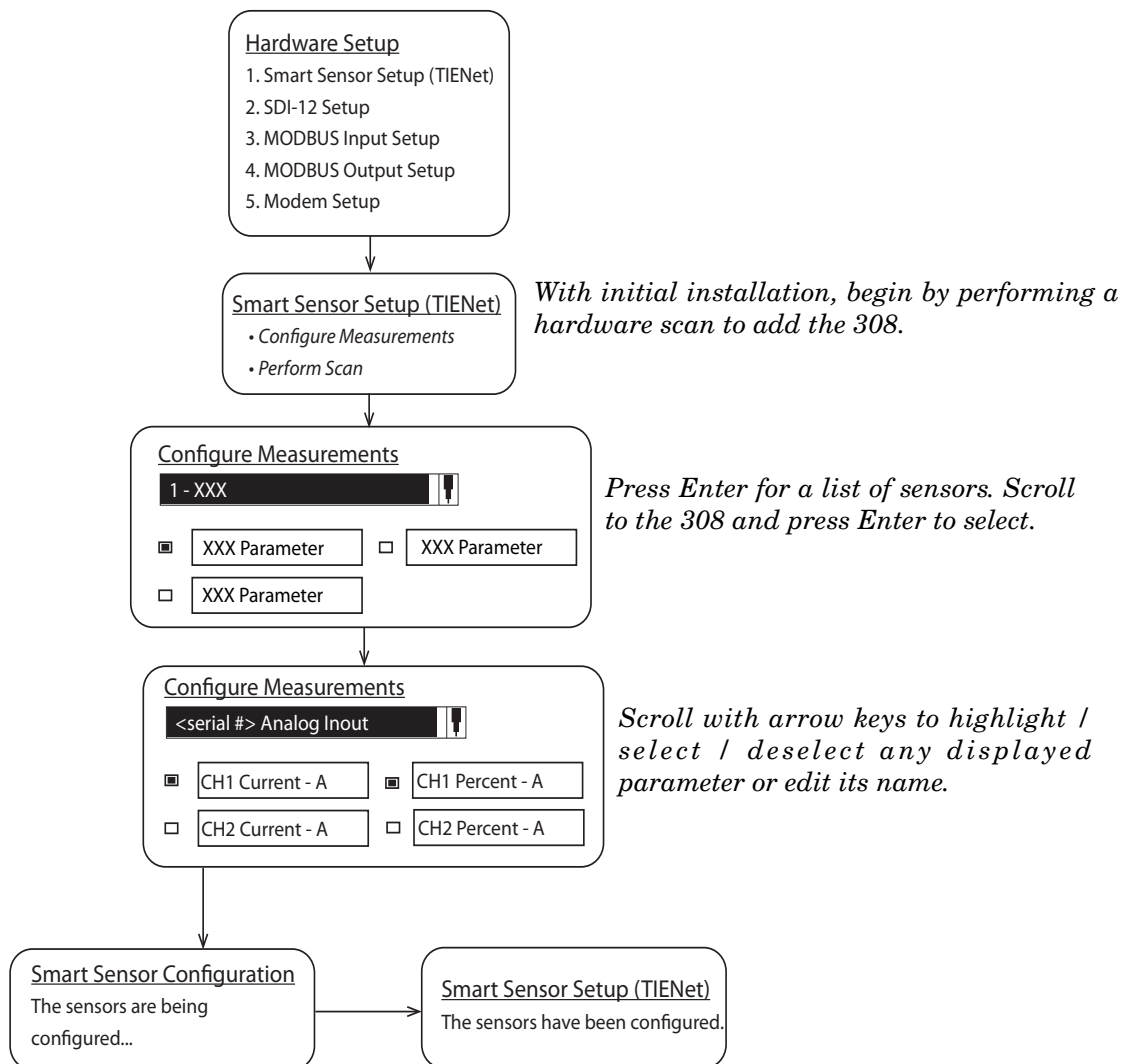 Hardware Setup
1. Smart Sensor Setup (TIENet)
2. SDI-12 Setup
3. MODBUS Input Setup
4. MODBUS Output Setup
5. Modem Setup
Smart Sensor Setup (TIENet)
• Configure Measurements
• Perform Scan
With initial installation, begin by performing a
hardware scan to add the 308.
Configure Measurements
1 - XXX
XXX Parameter
XXX Parameter
XXX Parameter
Press Enter for a list of sensors. Scroll
to the 308 and press Enter to select.
Configure Measurements
<serial #> Analog Inout
CH1 Current - A
CH1 Percent - A
CH2 Current - A
CH2 Percent - A
Scroll with arrow keys to highlight /
select / deselect any displayed
parameter or edit its name.
Smart Sensor Configuration
The sensors are being
configured...
Smart Sensor Setup (TIENet)
The sensors have been configured.